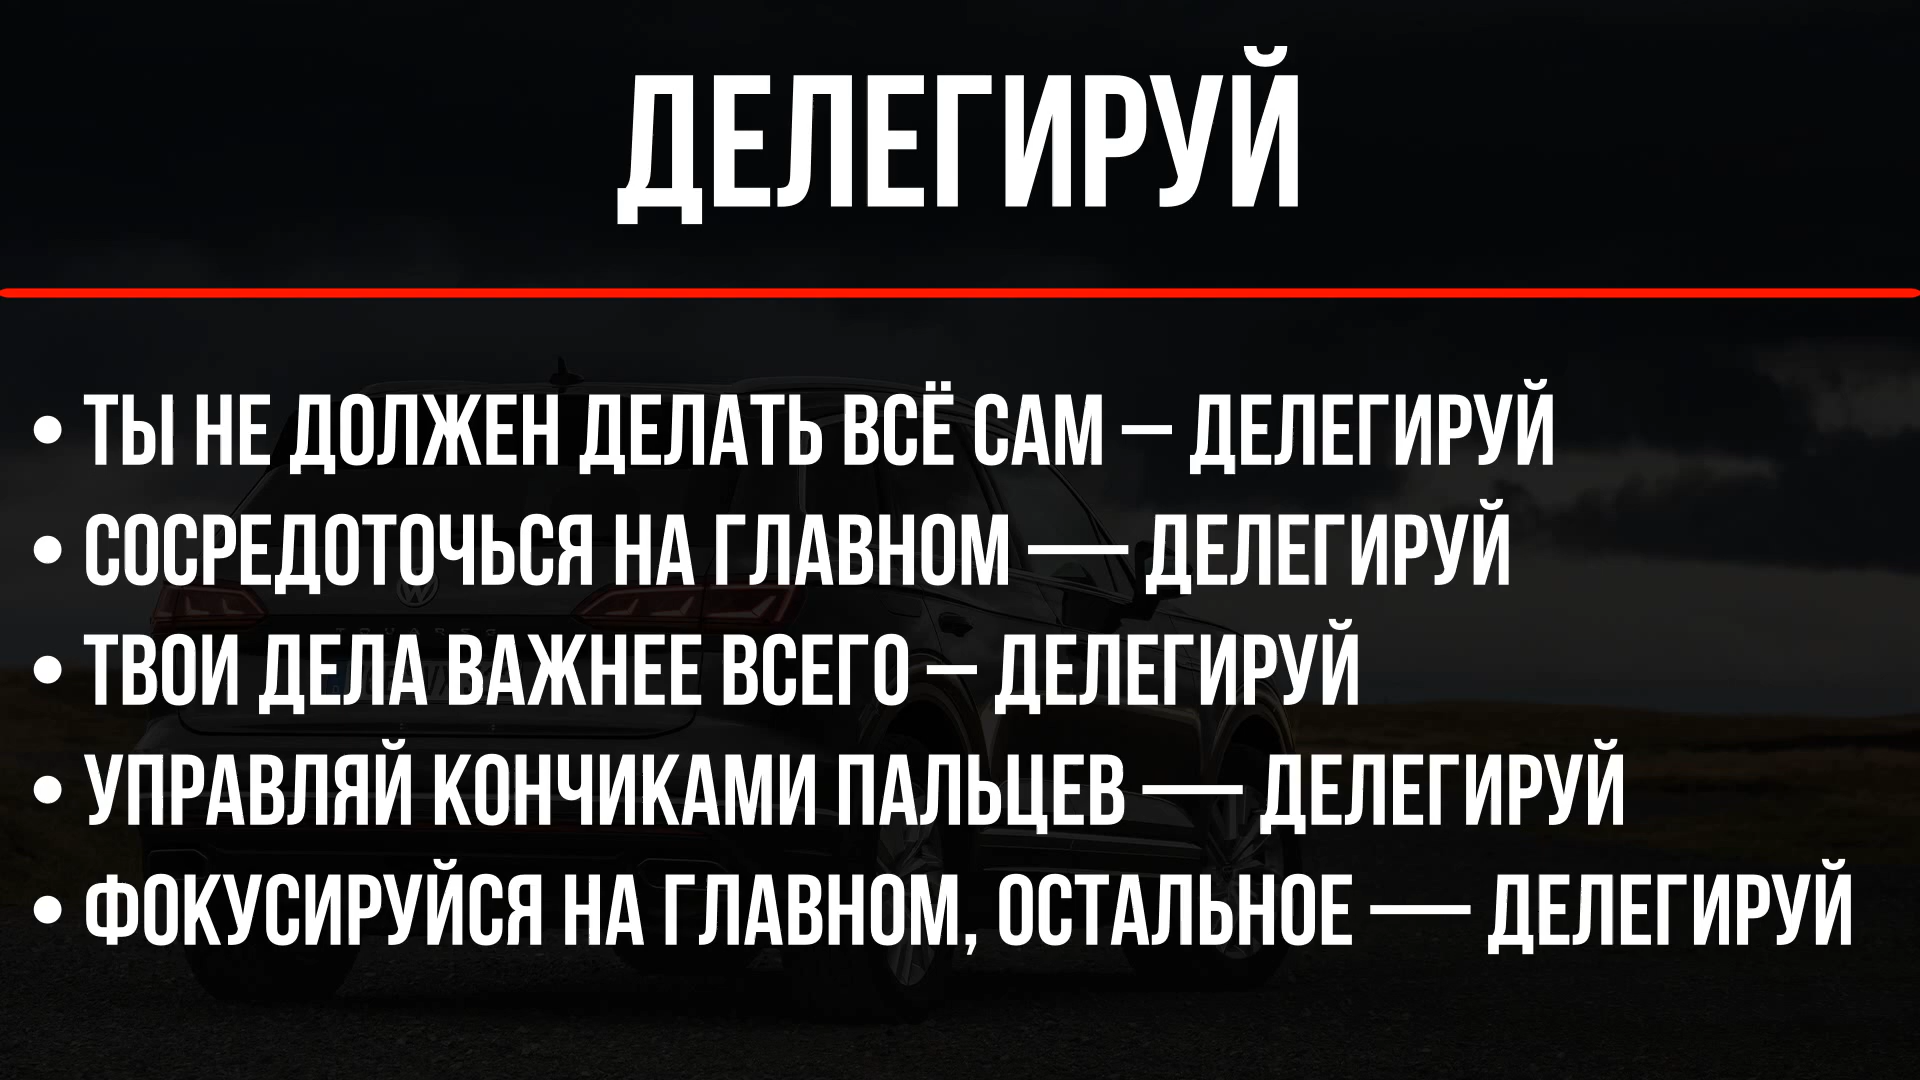 ДЕЛЕГИРУЙ
• ТЫ НЕ ДОЛЖЕН ДЕЛАТЬ ВСЁ САМ – ДЕЛЕГИРУЙ
• СОСРЕДОТОЧЬСЯ НА ГЛАВНОМ — ДЕЛЕГИРУЙ
• ТВОИ ДЕЛА ВАЖНЕЕ ВСЕГО – ДЕЛЕГИРУЙ
• УПРАВЛЯЙ КОНЧИКАМИ ПАЛЬЦЕВ — ДЕЛЕГИРУЙ
• ФОКУСИРУЙСЯ НА ГЛАВНОМ, ОСТАЛЬНОЕ — ДЕЛЕГИРУЙ
TOUAREG